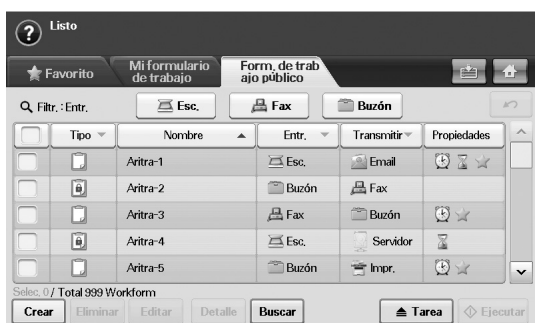 ?
Listo
Favorito
Mi formulario
de trabajo
Form. de trab
ajo público
Filtr. : Entr.
Esc.
Fax
Buzón
Tipo
Nombre
Entr.
Transmitir
Propiedades
Aritra-1 Esc. Email
Aritra-2 Buzón Fax
Aritra-3 Fax Buzón
Aritra-4 Esc. Servidor
Aritra-5 Buzón Impr.
Selec. 0/ Total 999 Workform
Crear
Eliminar
Editar
Detalle
Buscar
Tarea
Ejecutar